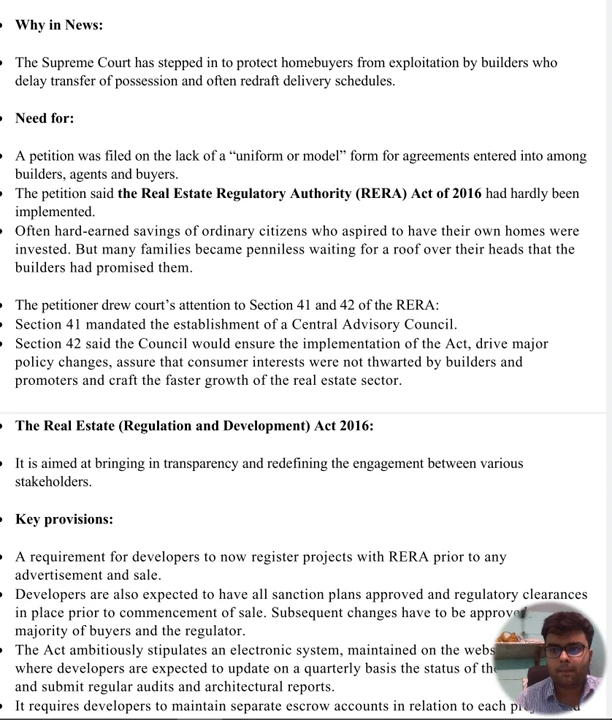 Why in News:
The Supreme Court has stepped in to protect homebuyers from exploitation by builders who
delay transfer of possession and often redraft delivery schedules.
Need for:
A petition was filed on the lack of a “uniform or model” form for agreements entered into among
builders, agents and buyers.
The petition said the Real Estate Regulatory Authority (RERA) Act of 2016 had hardly been
implemented.
Often hard-earned savings of ordinary citizens who aspired to have their own homes were
invested. But many families became penniless waiting for a roof over their heads that the
builders had promised them.
The petitioner drew court’s attention to Section 41 and 42 of the RERA:
Section 41 mandated the establishment of a Central Advisory Council.
Section 42 said the Council would ensure the implementation of the Act, drive major
policy changes, assure that consumer interests were not thwarted by builders and
promoters and craft the faster growth of the real estate sector.
The Real Estate (Regulation and Development) Act 2016:
It is aimed at bringing in transparency and redefining the engagement between various
stakeholders.
Key provisions:
A requirement for developers to now register projects with RERA prior to any
advertisement and sale.
Developers are also expected to have all sanction plans approved and regulatory clearances
in place prior to commencement of sale. Subsequent changes have to be
majority of buyers and the regulator.
The Act ambitiously stipulates an electronic system, maintained on the
where developers are expected to update on a quarterly basis the status of
and submit regular audits and architectural reports.
It requires developers to maintain separate escrow accounts in relation to each